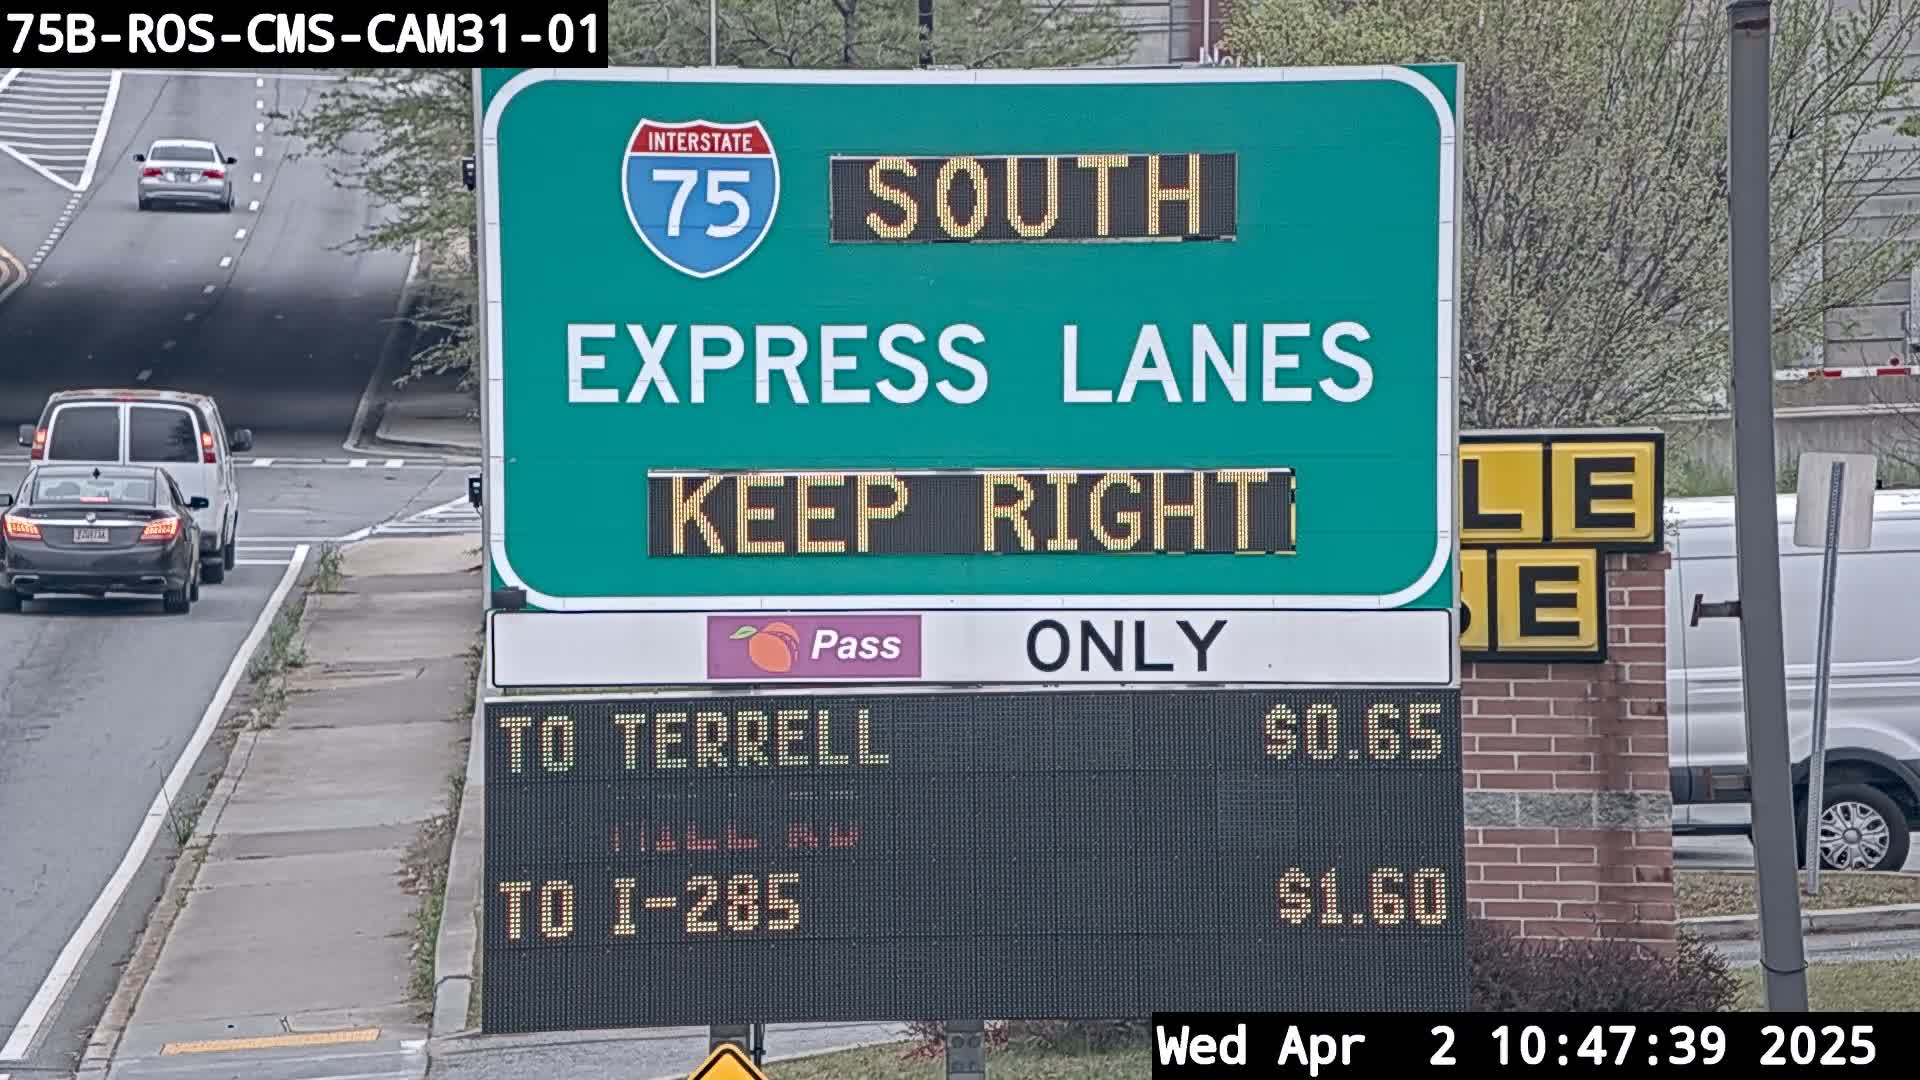 75B-ROS-CMS-CAM31-01
INTERSTATE
75
SOUTH
EXPRESS LANES
KEEP RIGHT
Pass ONLY
TO TERRELL $0.65
TO I-285 $1.60
LE
E
Wed Apr 2 10:47:39 2025